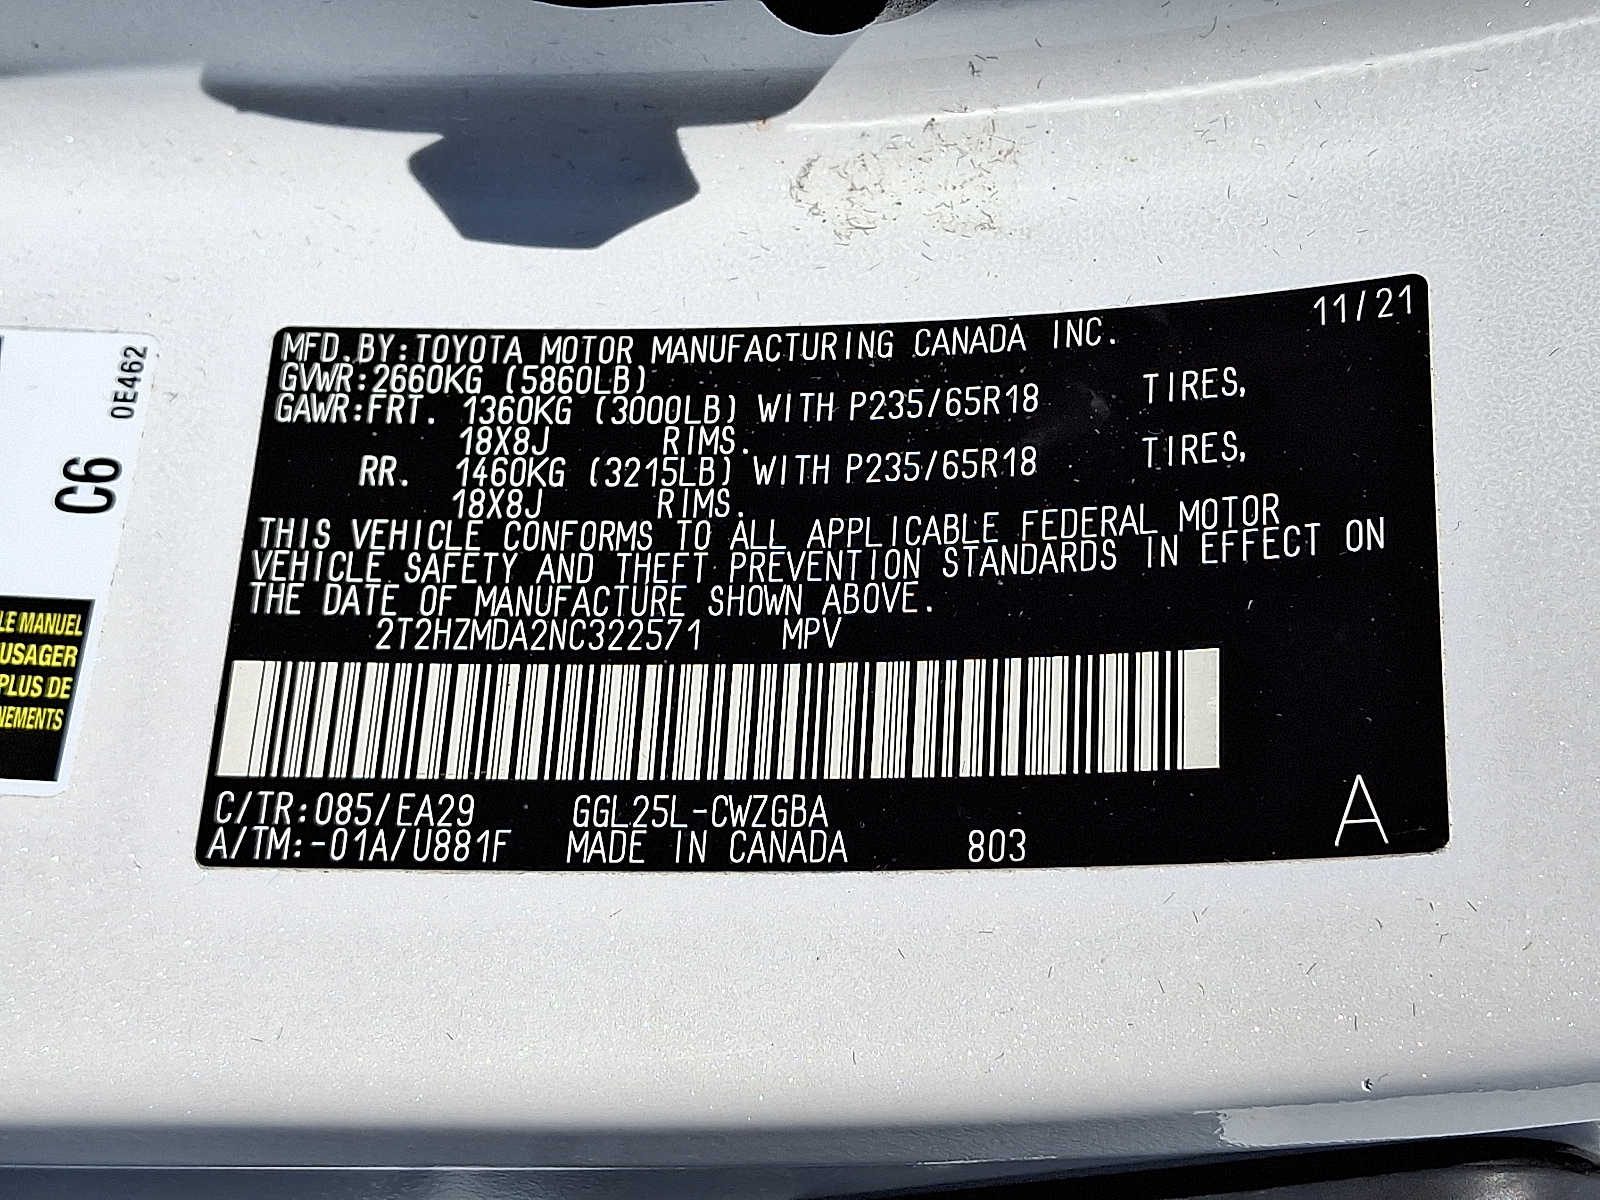 11/21
MFD.BY:TOYOTA MOTOR MANUFACTURING CANADA INC.
GVWR:2660KG (5860LB)
GAWR:FRT. 1360KG (3000LB) WITH P235/65R18 TIRES,
18X8J RIMS.
RR. 1460KG (3215LB) WITH P235/65R18 TIRES,
18X8J RIMS.
THIS VEHICLE CONFORMS TO ALL APPLICABLE FEDERAL MOTOR
VEHICLE SAFETY AND THEFT PREVENTION STANDARDS IN EFFECT ON
THE DATE OF MANUFACTURE SHOWN ABOVE.
2T2HZMDA2NC322571 MPV
C/TR:085/EA29 GGL25L-CWZGBA
A/TM:-01A/U881F MADE IN CANADA 803
A
0E462
C6
LE MANUEL
USAGER
PLUS DE